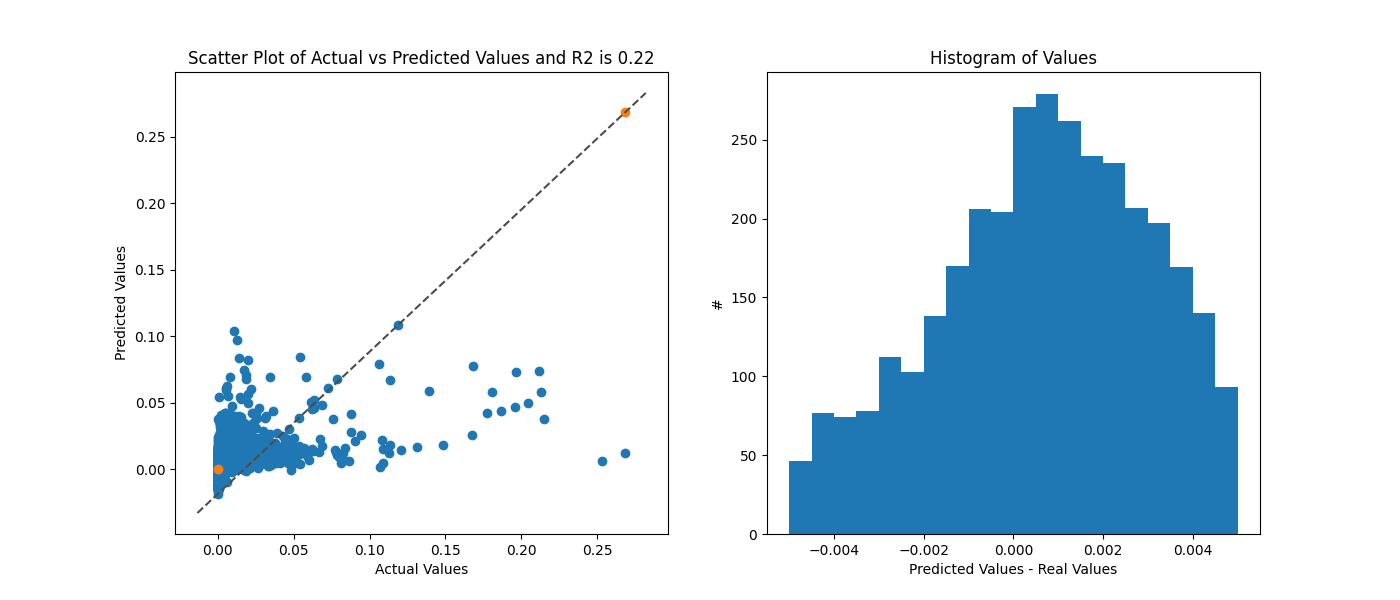 Scatter Plot of Actual vs Predicted Values and R2 is 0.22
Predicted Values
0.25
0.20
0.15
0.10
0.05
0.00
0.00 0.05 0.10 0.15 0.20 0.25
Actual Values
Histogram of Values
#
250
200
150
100
50
0
−0.004 −0.002 0.000 0.002 0.004
Predicted Values - Real Values